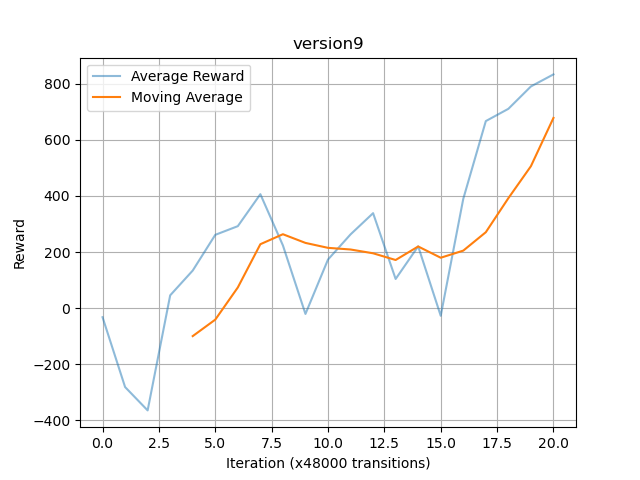 version9
Average Reward
Moving Average
800
600
400
200
0
−200
−400
Reward
0.0 2.5 5.0 7.5 10.0 12.5 15.0 17.5 20.0
Iteration (x48000 transitions)